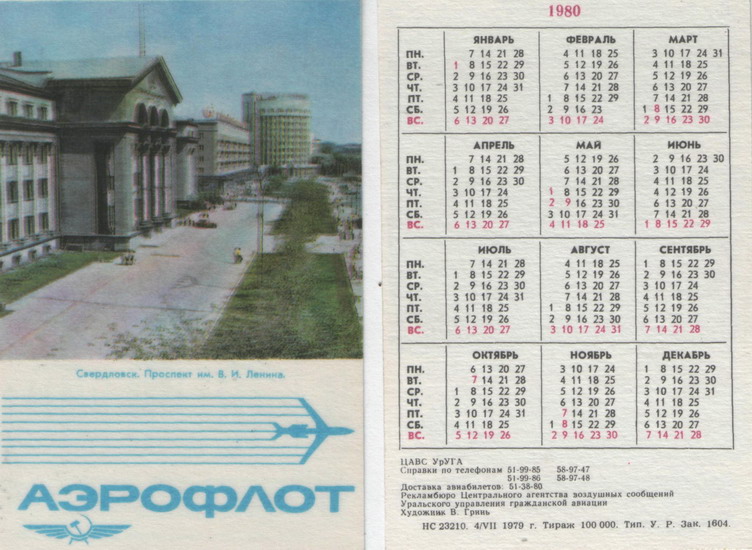 Свердловск. Проспект им. В. И. Ленина.
АЭРОФЛОТ
1980
ЯНВАРЬ ФЕВРАЛЬ МАРТ
ПН. 7 14 21 28 4 11 18 25 3 10 17 24 31
ВТ. 1 8 15 22 29 5 12 19 26 4 11 18 25
СР. 2 9 16 23 30 6 13 20 27 5 12 19 26
ЧТ. 3 10 17 24 31 7 14 21 28 6 13 20 27
ПТ. 4 11 18 25 1 8 15 22 29 7 14 21 28
СБ. 5 12 19 26 2 9 16 23 1 8 15 22 29
ВС. 6 13 20 27 3 10 17 24 2 9 16 23 30
АПРЕЛЬ МАЙ ИЮНЬ
ПН. 7 14 21 28 5 12 19 26 2 9 16 23 30
ВТ. 1 8 15 22 29 6 13 20 27 3 10 17 24
СР. 2 9 16 23 30 7 14 21 28 4 11 18 25
ЧТ. 3 10 17 24 1 8 15 22 29 5 12 19 26
ПТ. 4 11 18 25 2 9 16 23 30 6 13 20 27
СБ. 5 12 19 26 3 10 17 24 31 7 14 21 28
ВС. 6 13 20 27 4 11 18 25 1 8 15 22 29
ИЮЛЬ АВГУСТ СЕНТЯБРЬ
ПН. 7 14 21 28 4 11 18 25 1 8 15 22 29
ВТ. 1 8 15 22 29 5 12 19 26 2 9 16 23 30
СР. 2 9 16 23 30 6 13 20 27 3 10 17 24
ЧТ. 3 10 17 24 31 7 14 21 28 4 11 18 25
ПТ. 4 11 18 25 1 8 15 22 29 5 12 19 26
СБ. 5 12 19 26 2 9 16 23 30 6 13 20 27
ВС. 6 13 20 27 3 10 17 24 31 7 14 21 28
ОКТЯБРЬ НОЯБРЬ ДЕКАБРЬ
ПН. 6 13 20 27 3 10 17 24 1 8 15 22 29
ВТ. 7 14 21 28 4 11 18 25 2 9 16 23 30
СР. 1 8 15 22 29 5 12 19 26 3 10 17 24 31
ЧТ. 2 9 16 23 30 6 13 20 27 4 11 18 25
ПТ. 3 10 17 24 31 7 14 21 28 5 12 19 26
СБ. 4 11 18 25 1 8 15 22 29 6 13 20 27
ВС. 5 12 19 26 2 9 16 23 30 7 14 21 28
ЦАВС УрУГА
Справки по телефонам 51-99-85 58-97-47
51-99-86 58-97-48
Доставка авиабилетов: 51-38-80
Рекламбюро Центрального агентства воздушных сообщений
Уральского управления гражданской авиации
Художник В. Гринь
НС 23210. 4/VII 1979 г. Тираж 100 000. Тип. У. Р. Зак. 1604.